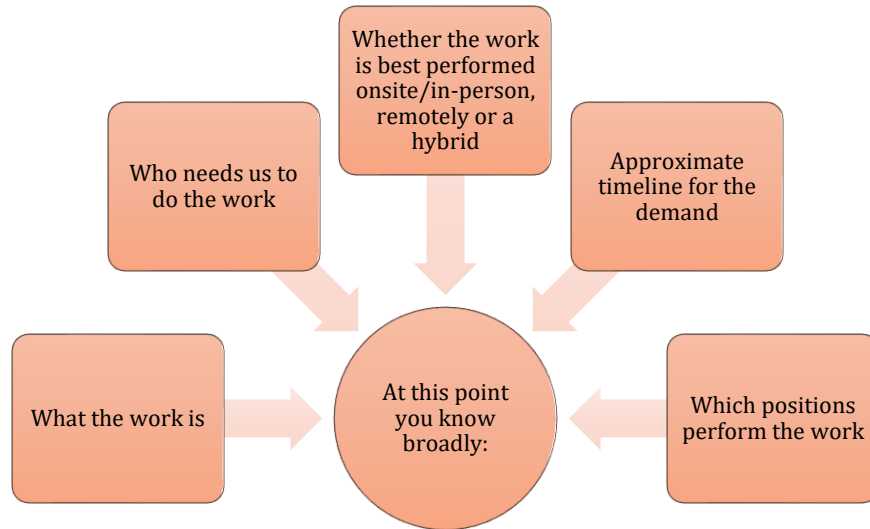 Whether the work
is best performed
onsite/in-person,
remotely or a
hybrid
Who needs us to
do the work
Approximate
timeline for the
demand
What the work is
At this point
you know
broadly:
Which positions
perform the work